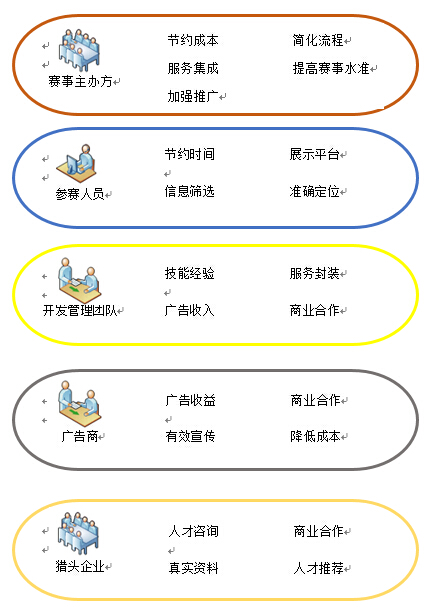 节约成本 简化流程
服务集成 提高赛事水准
赛事主办方
加强推广
节约时间 展示平台
参赛人员
信息筛选 准确定位
技能经验 服务封装
开发管理团队
广告收入 商业合作
广告收益 商业合作
广告商
有效宣传 降低成本
人才咨询 商业合作
猎头企业
真实资料 人才推荐